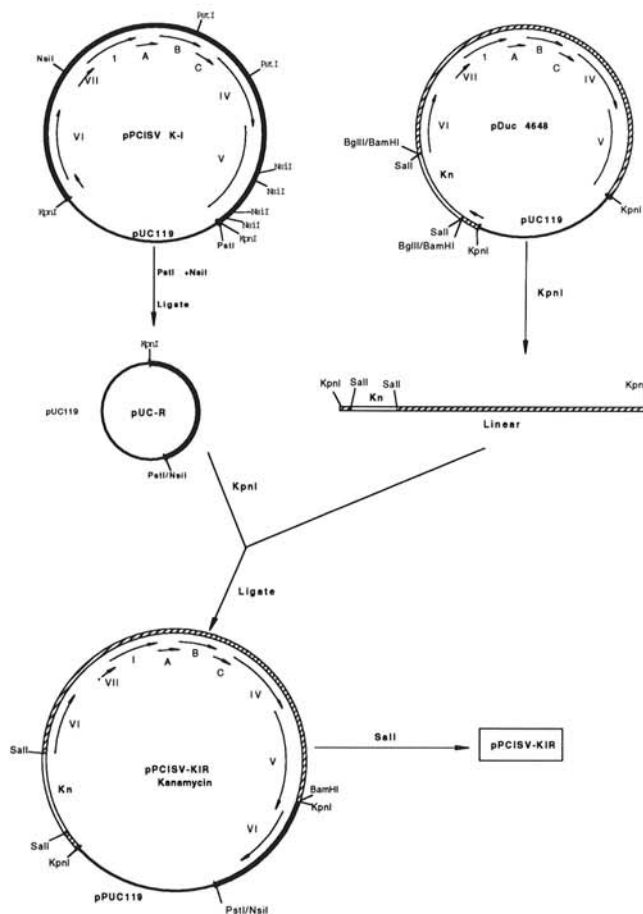 PstI
NsiI
I
A
B
C
PstI
VII
IV
VI
pPCISV K-I
V
NsiI
NsiI
NsiI
NsiI
KpnI
KpnI
PstI
pUC119
I
A
B
C
VII
IV
pDuc 4648
VI
V
BglII/BamHI
SalI
Kn
KpnI
SalI
pUC119
BglII/BamHI
KpnI
PstI +NsiI
Ligate
KpnI
KpnI
pUC119
pUC-R
PstI/NsiI
KpnI
SalI
SalI
Kn
KpnI
Linear
KpnI
Ligate
I
A
B
C
VII
IV
VI
SalI
V
pPCISV-KIR
Kanamycin
Kn
BamHI
KpnI
SalI
VI
KpnI
pPUC119
PstI/NsiI
SalI
pPCISV-KIR